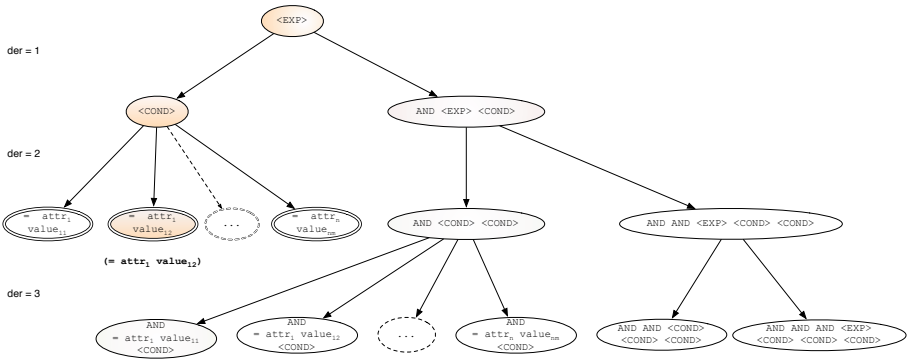 <EXP>
der = 1
<COND>
AND <EXP> <COND>
der = 2
= attr₁
value₁₁
= attr₁
value₁₂
...
= attrₙ
valueₙₘ
AND <COND> <COND>
AND AND <EXP> <COND> <COND>
(= attr₁ value₁₂)
der = 3
AND
= attr₁ value₁₁
<COND>
AND
= attr₁ value₁₂
<COND>
...
AND
= attrₙ valueₙₘ
<COND>
AND AND <COND>
<COND> <COND>
AND AND AND <EXP>
<COND> <COND> <COND>